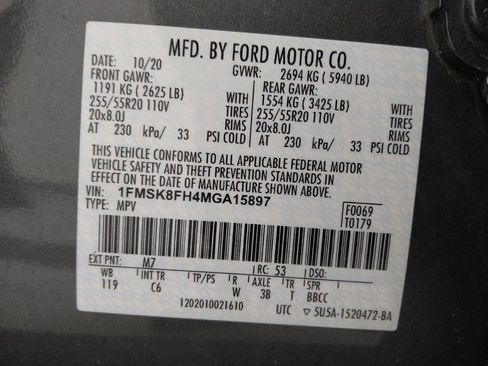 MFD. BY FORD MOTOR CO.
DATE: 10/20 GVWR: 2694 KG (5940 LB)
FRONT GAWR: REAR GAWR:
1191 KG (2625 LB) WITH 1554 KG (3425 LB) WITH
255/55R20 110V TIRES 255/55R20 110V TIRES
20x8.0J RIMS 20x8.0J RIMS
AT 230 kPa/ 33 PSI COLD AT 230 kPa/ 33 PSI COLD
THIS VEHICLE CONFORMS TO ALL APPLICABLE FEDERAL MOTOR
VEHICLE SAFETY AND THEFT PREVENTION STANDARDS IN
EFFECT ON THE DATE OF MANUFACTURE SHOWN ABOVE.
VIN: 1FMSK8FH4MGA15897 F0069
TYPE: MPV T0179
EXT PNT: M7 RC: 53 DSO:
WB INT TR TP/PS R AXLE TR SPR
119 C6 W 3B T BBCC
1202010021610 UTC ▽ 5U5A-1520472-BA